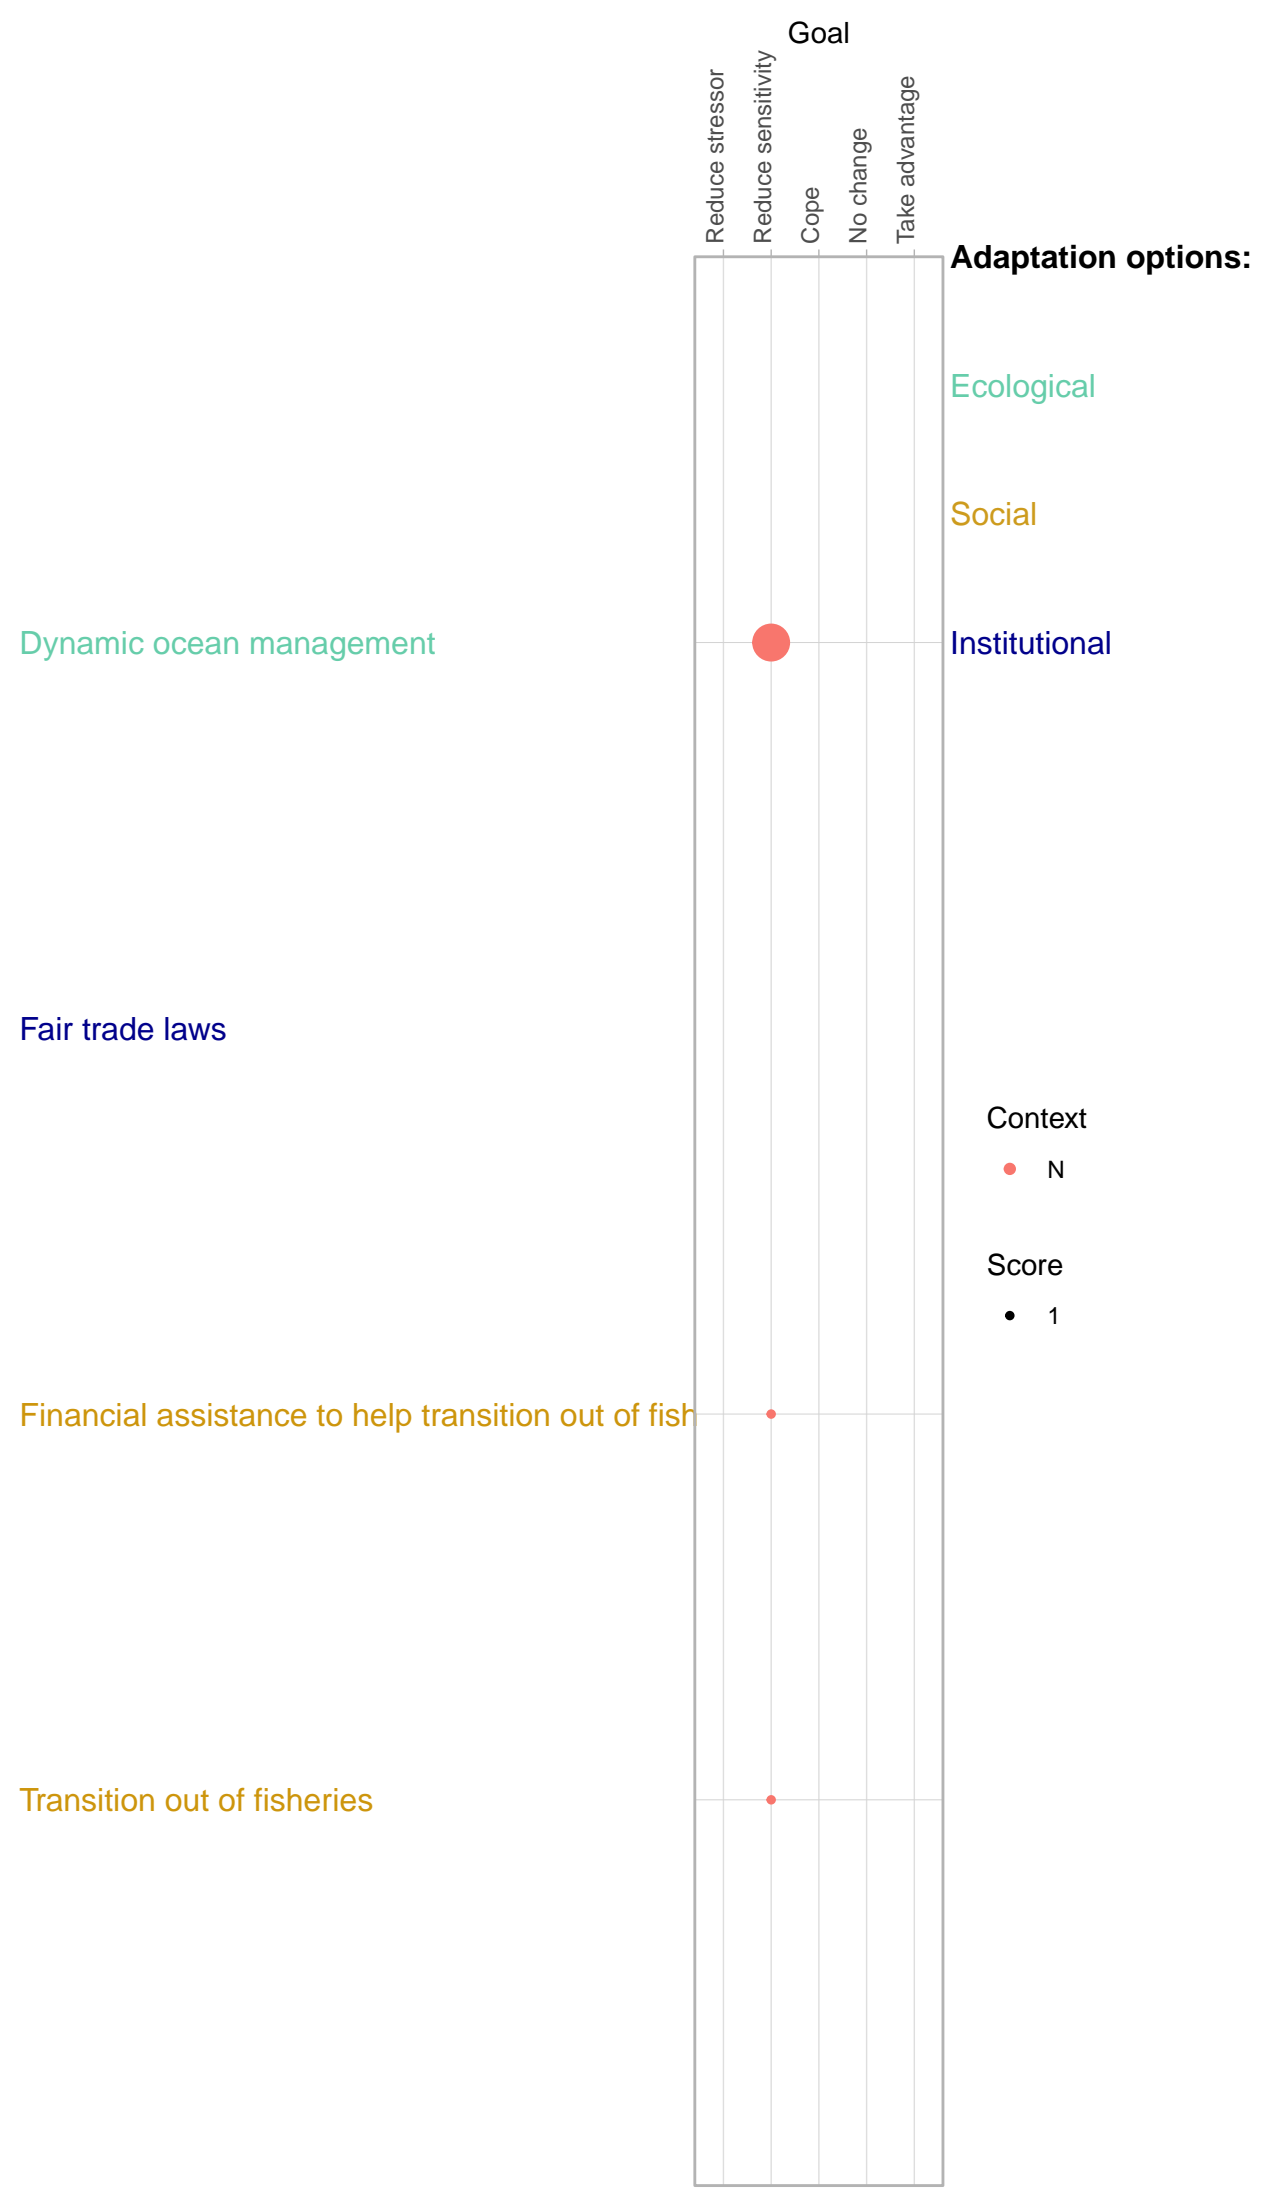 Goal
Reduce stressor
Reduce sensitivity
Cope
No change
Take advantage
Adaptation options:
Ecological
Social
Dynamic ocean management
Institutional
Fair trade laws
Context
N
Score
1
Financial assistance to help transition out of fish
Transition out of fisheries